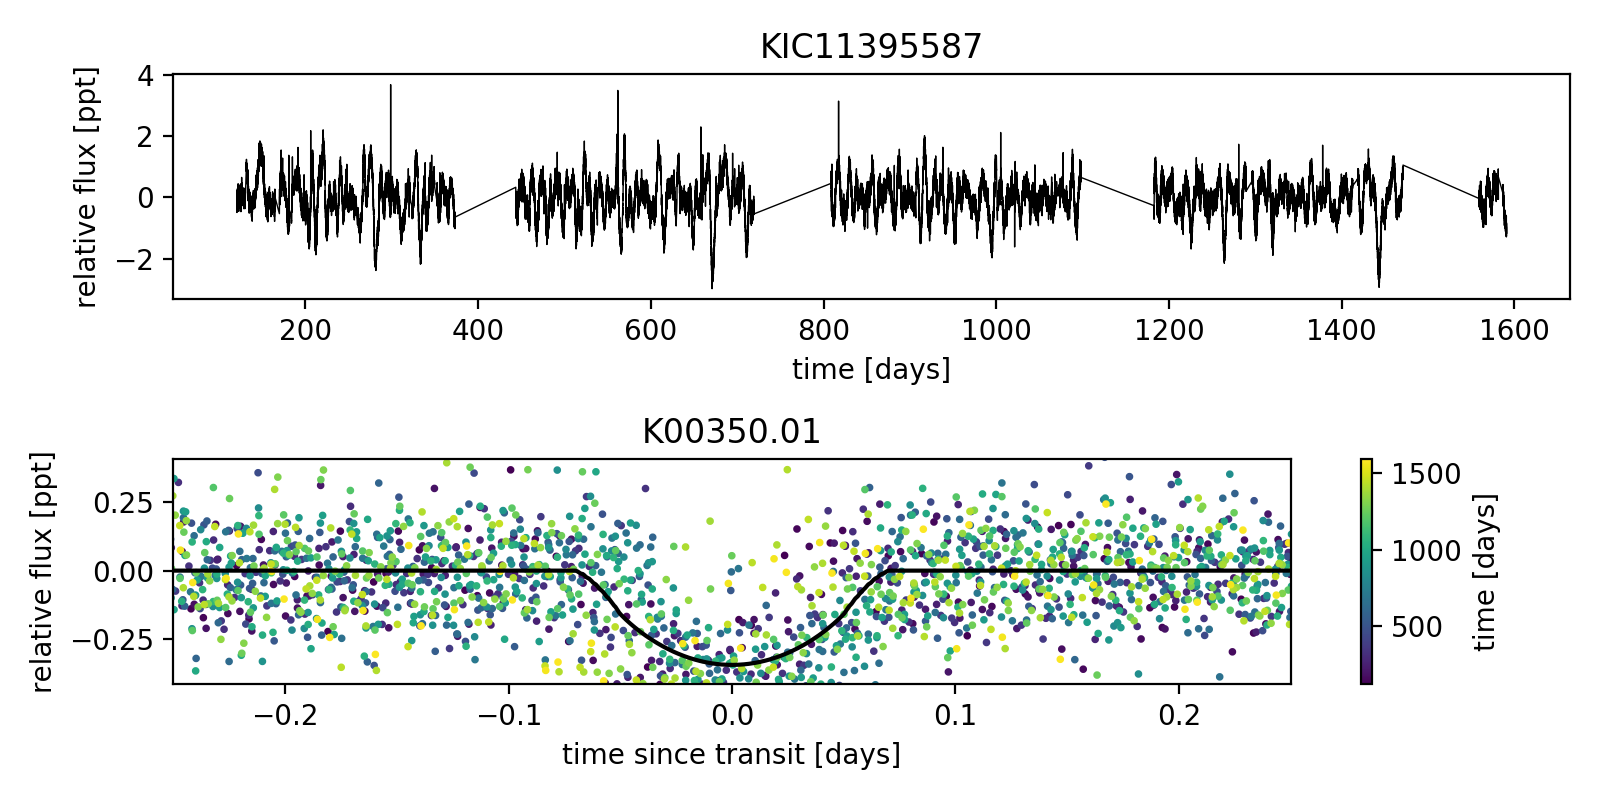 KIC11395587
relative flux [ppt]
4
2
0
−2
200 400 600 800 1000 1200 1400 1600
time [days]
K00350.01
relative flux [ppt]
0.25
0.00
−0.25
−0.2 −0.1 0.0 0.1 0.2
time since transit [days]
1500
1000
500
time [days]